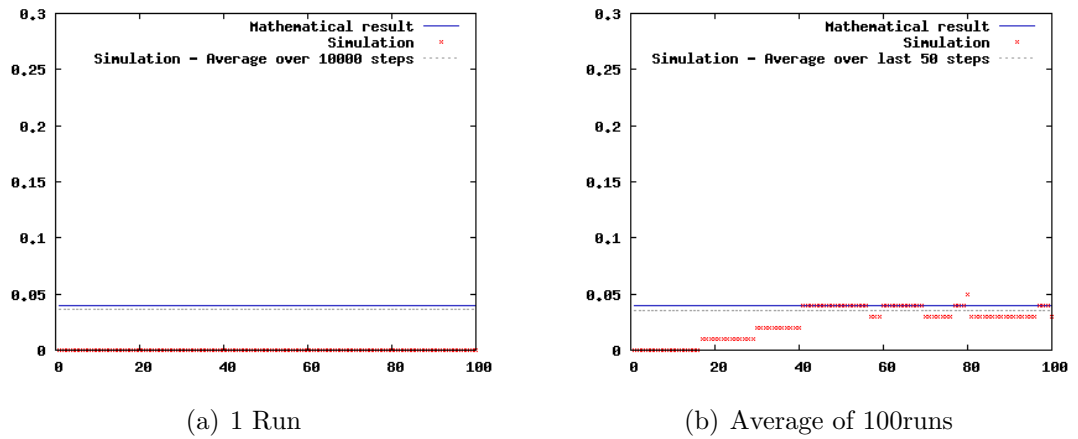 0.3
0.25
0.2
0.15
0.1
0.05
0
0 20 40 60 80 100
Mathematical result
Simulation
Simulation - Average over 10000 steps
(a) 1 Run
0.3
0.25
0.2
0.15
0.1
0.05
0
0 20 40 60 80 100
Mathematical result
Simulation
Simulation - Average over last 50 steps
(b) Average of 100runs